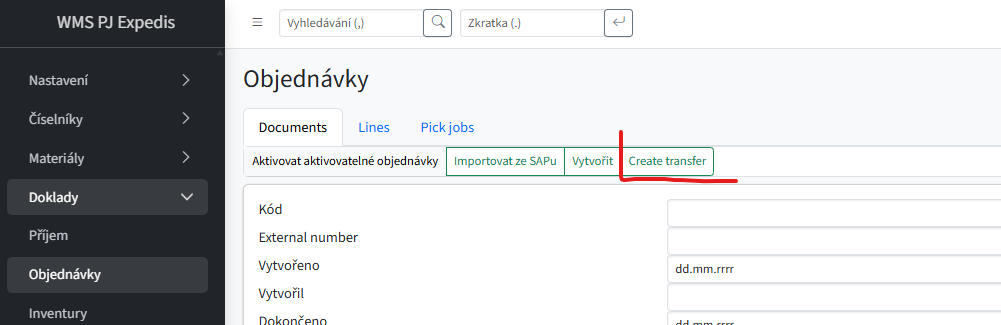 WMS PJ Expedis
Vyhledávání (,)
Zkratka (.)
Nastavení
Číselníky
Materiály
Doklady
Příjem
Objednávky
Inventury
Objednávky
Documents
Lines
Pick jobs
Aktivovat aktivovatelné objednávky
Importovat ze SAPu
Vytvořit
Create transfer
Kód
External number
Vytvořeno
dd.mm.rrrr
Vytvořil
Dokončeno
dd.mm.rrrr